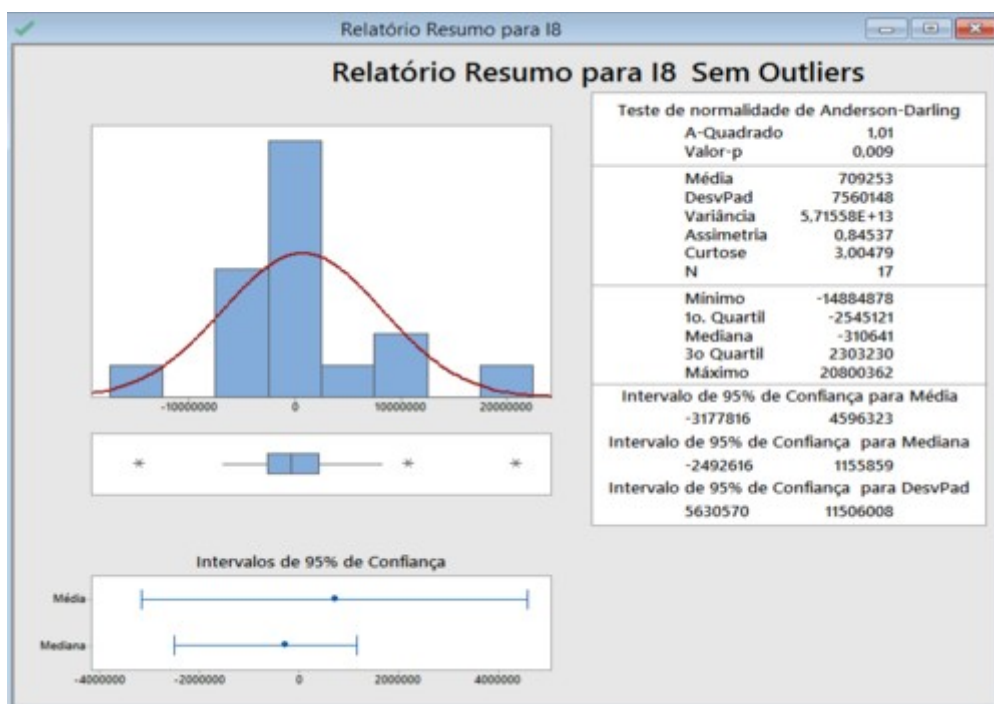 Relatório Resumo para I8
Relatório Resumo para I8 Sem Outliers
-10000000 0 10000000 20000000
* * *
Intervalos de 95% de Confiança
Média
Mediana
-4000000 -2000000 0 2000000 4000000
Teste de normalidade de Anderson-Darling
A-Quadrado 1,01
Valor-p 0,009
Média 709253
DesvPad 7560148
Variância 5,71558E+13
Assimetria 0,84537
Curtose 3,00479
N 17
Mínimo -14884878
1o. Quartil -2545121
Mediana -310641
3o Quartil 2303230
Máximo 20800362
Intervalo de 95% de Confiança para Média
-3177816 4596323
Intervalo de 95% de Confiança para Mediana
-2492616 1155859
Intervalo de 95% de Confiança para DesvPad
5630570 11506008